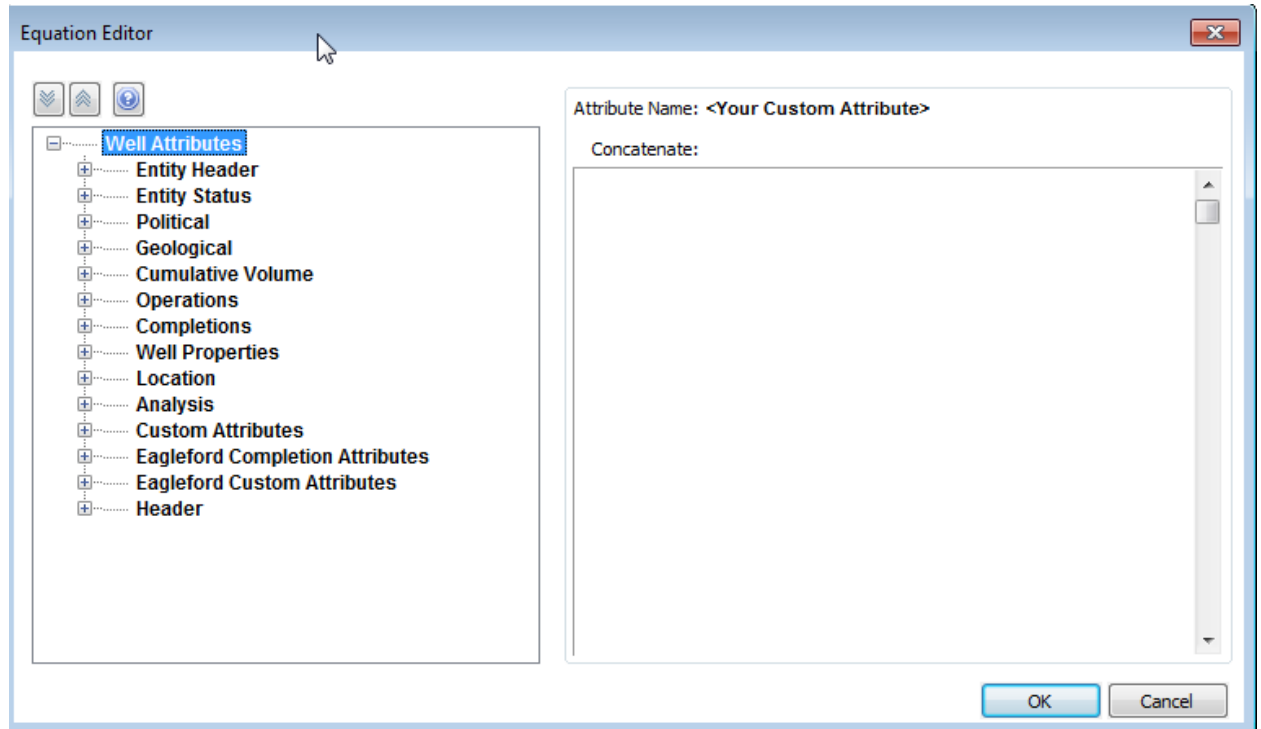 Equation Editor
Attribute Name: <Your Custom Attribute>
Concatenate:
Well Attributes
Entity Header
Entity Status
Political
Geological
Cumulative Volume
Operations
Completions
Well Properties
Location
Analysis
Custom Attributes
Eagleford Completion Attributes
Eagleford Custom Attributes
Header
OK Cancel